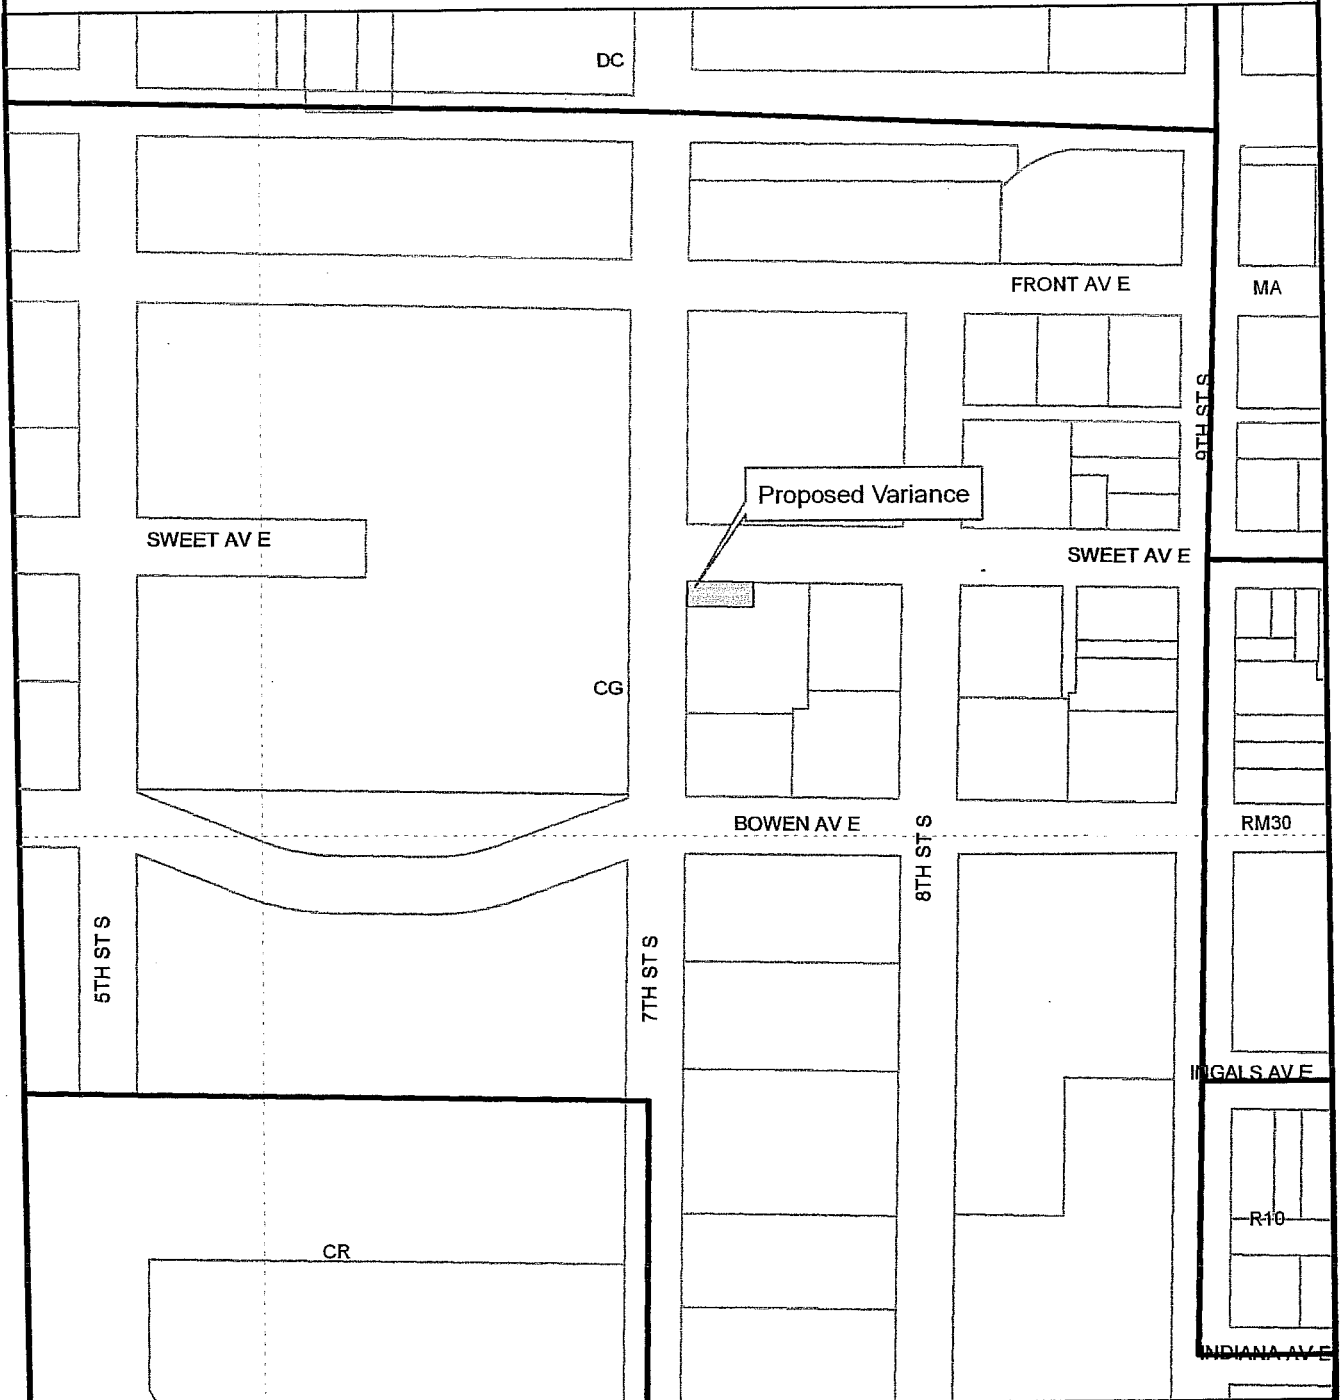 DC
FRONT AV E
MA
9TH ST S
Proposed Variance
SWEET AV E
SWEET AV E
CG
BOWEN AV E
8TH ST S
RM30
5TH ST S
7TH ST S
INGALS AV E
R10
CR
INDIANA AV E